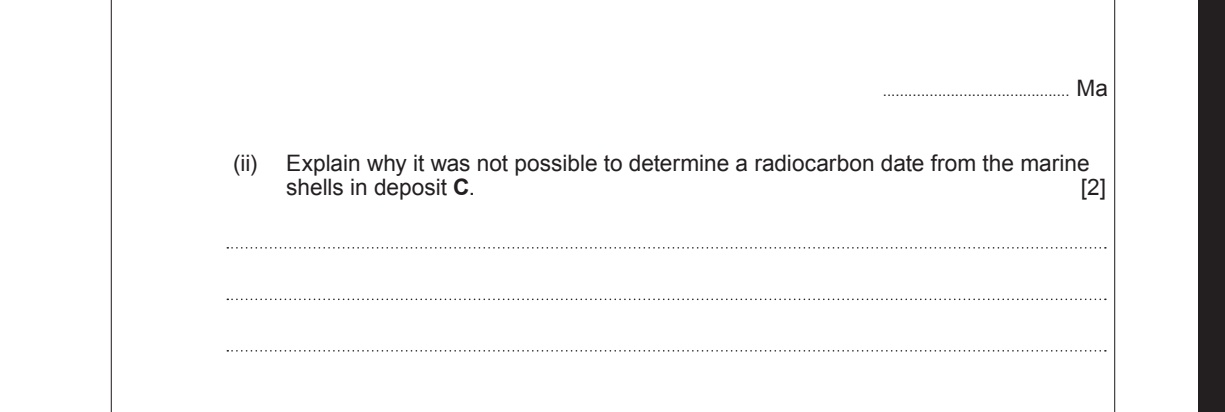 ........................................... Ma
(ii) Explain why it was not possible to determine a radiocarbon date from the marine
shells in deposit C. [2]